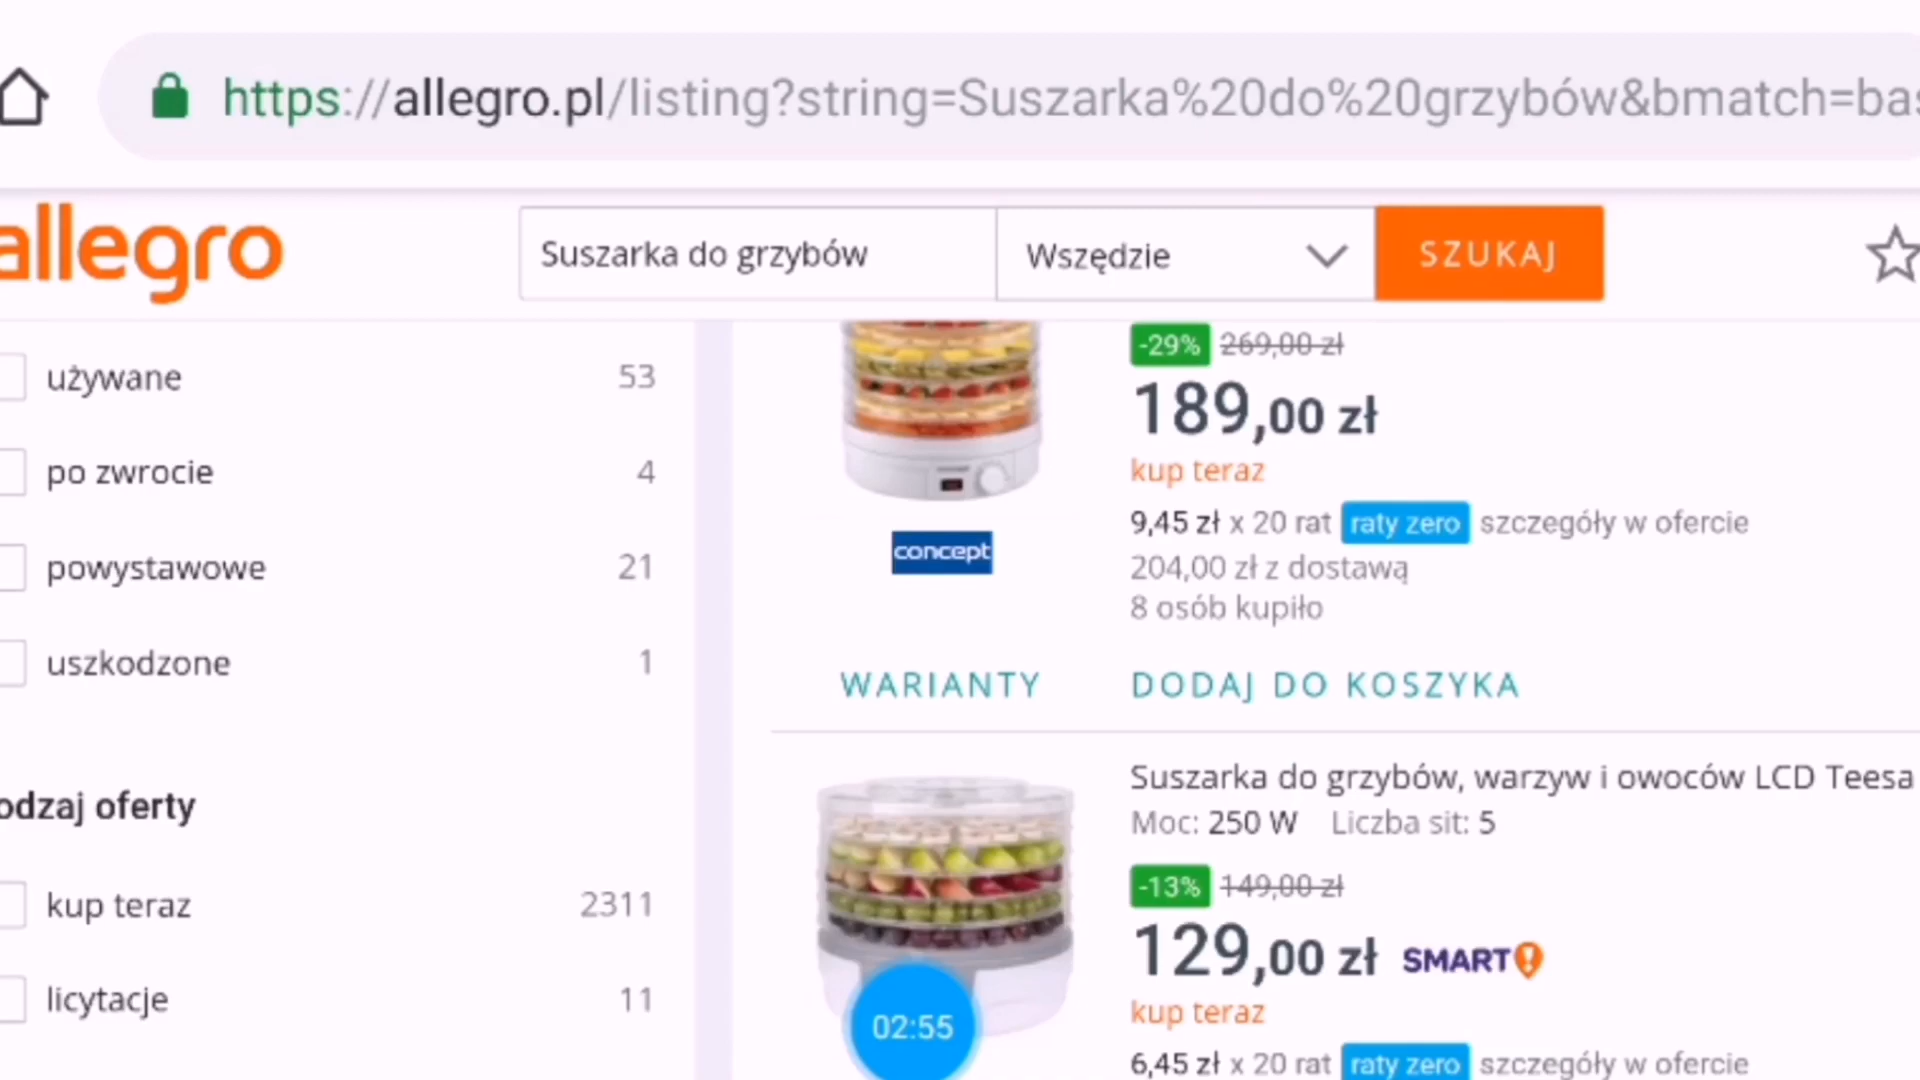 https://allegro.pl/listing?string=Suszarka%20do%20grzybów&bmatch=bas
allegro
Suszarka do grzybów
Wszędzie
SZUKAJ
używane 53
po zwrocie 4
powystawowe 21
uszkodzone 1
odzaj oferty
kup teraz 2311
licytacje 11
-29% 269,00 zł
189,00 zł
kup teraz
9,45 zł x 20 rat raty zero szczegóły w ofercie
204,00 zł z dostawą
8 osób kupiło
concept
WARIANTY
DODAJ DO KOSZYKA
Suszarka do grzybów, warzyw i owoców LCD Teesa
Moc: 250 W Liczba sit: 5
-13% 149,00 zł
129,00 zł SMART!
kup teraz
6,45 zł x 20 rat raty zero szczegóły w ofercie
02:55